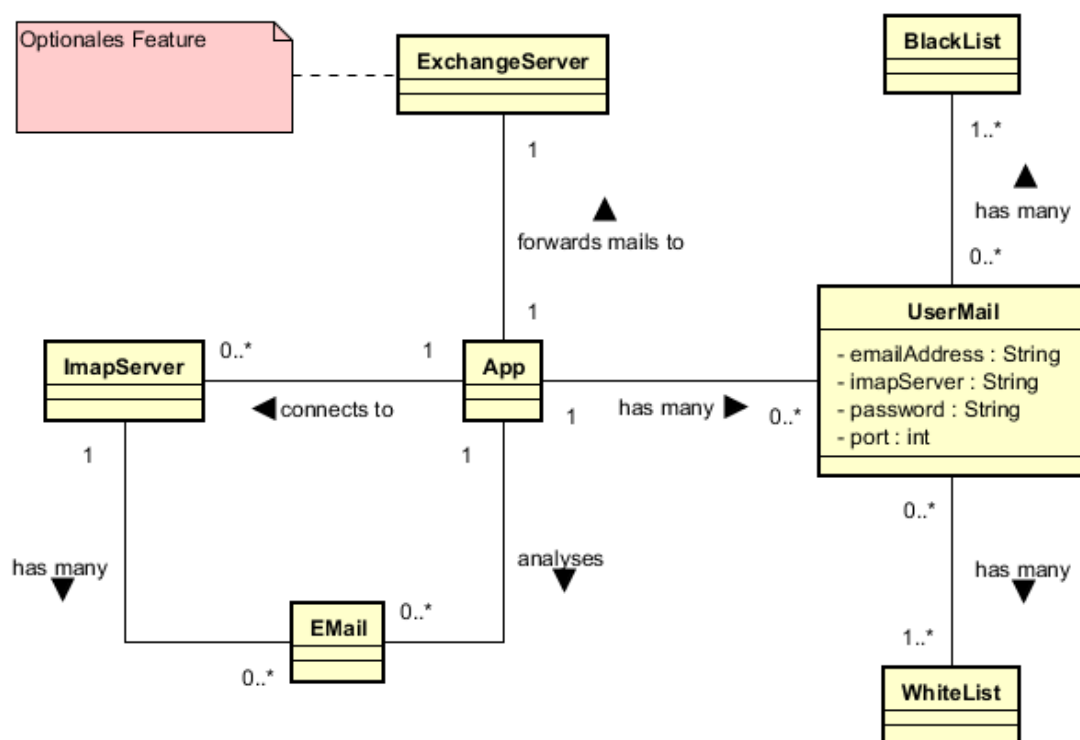 Optionales Feature
ExchangeServer
BlackList
1
1..*
forwards mails to
has many
1
0..*
ImapServer
0..*
1
App
UserMail
- emailAddress : String
- imapServer : String
- password : String
- port : int
connects to
1
has many
0..*
1
1
0..*
has many
analyses
has many
EMail
0..*
0..*
1..*
WhiteList